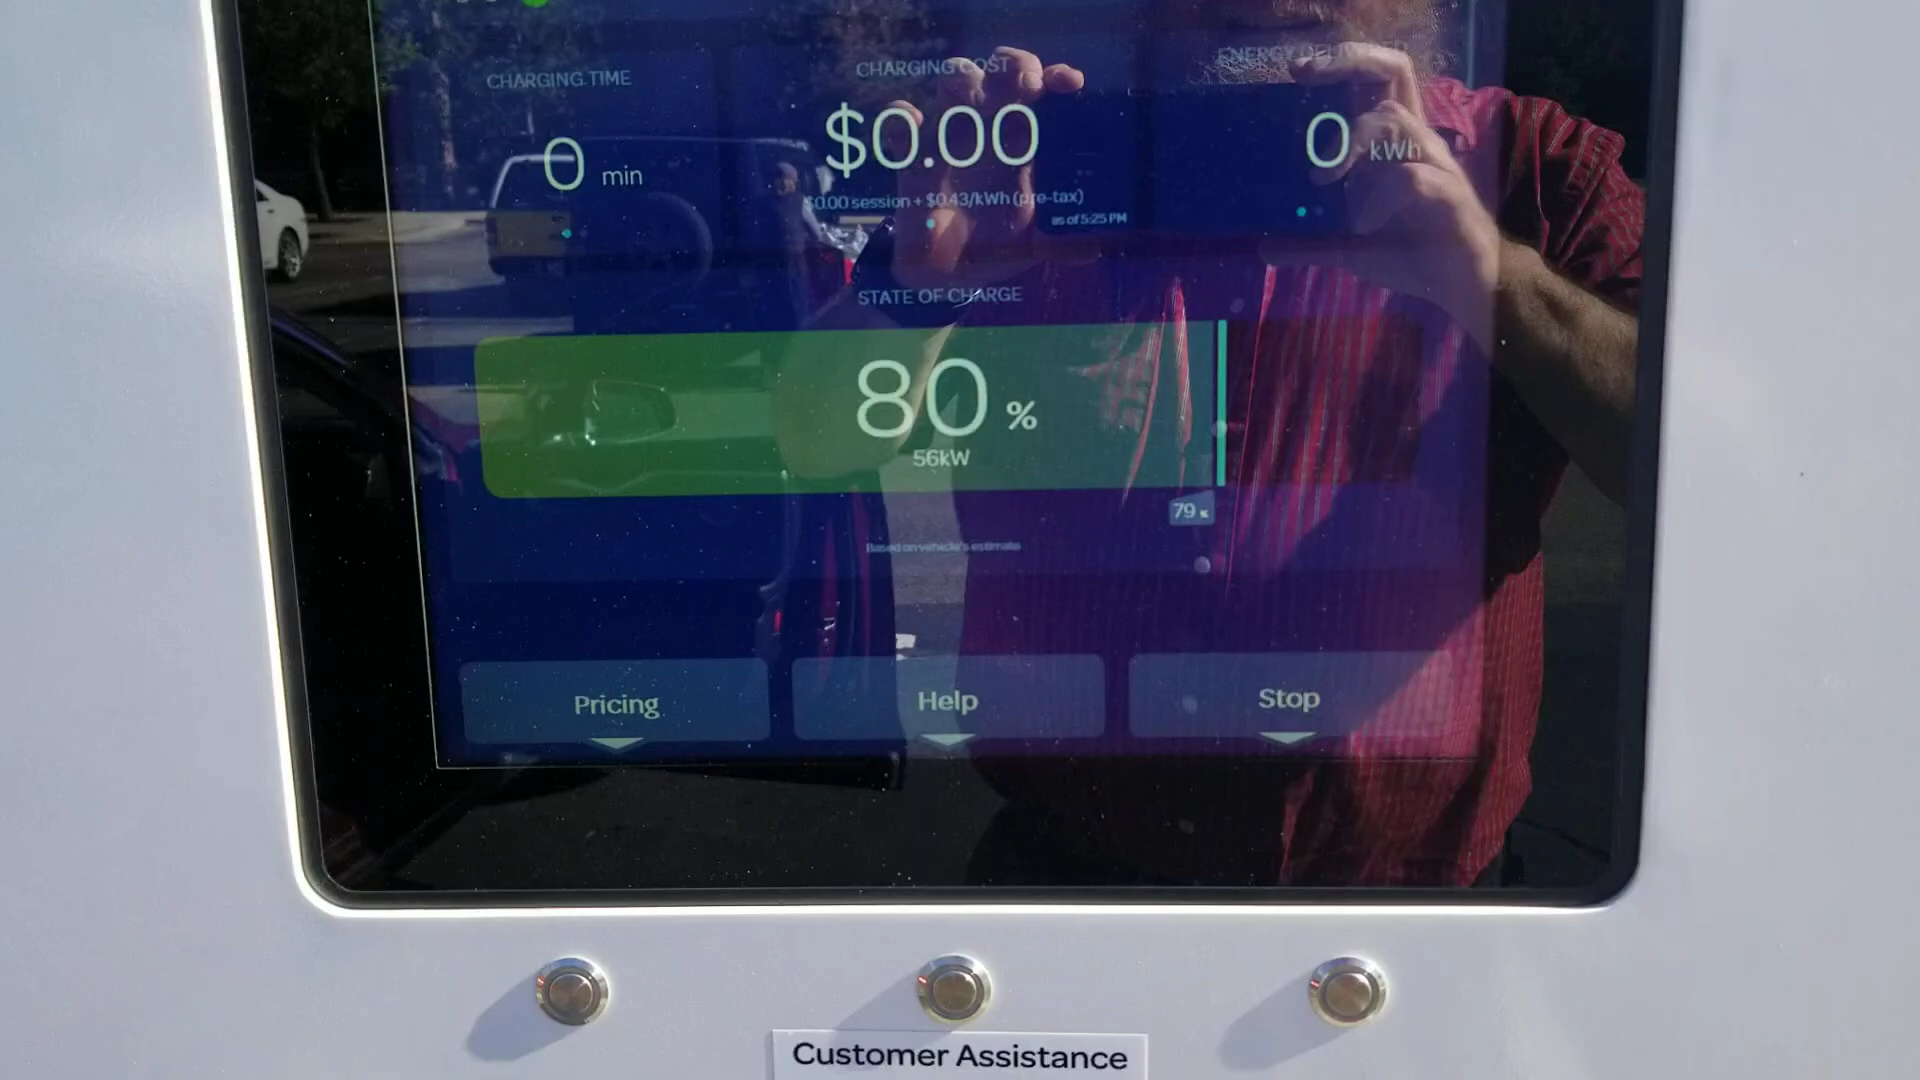 CHARGING TIME
CHARGING COST
ENERGY DELIVERED
0 min
$0.00
0 kWh
$0.00 session + $0.43/kWh (pre-tax)
as of 5:25 PM
STATE OF CHARGE
80 %
56kW
79 %
Based on vehicle's estimate
Pricing
Help
Stop
Customer Assistance